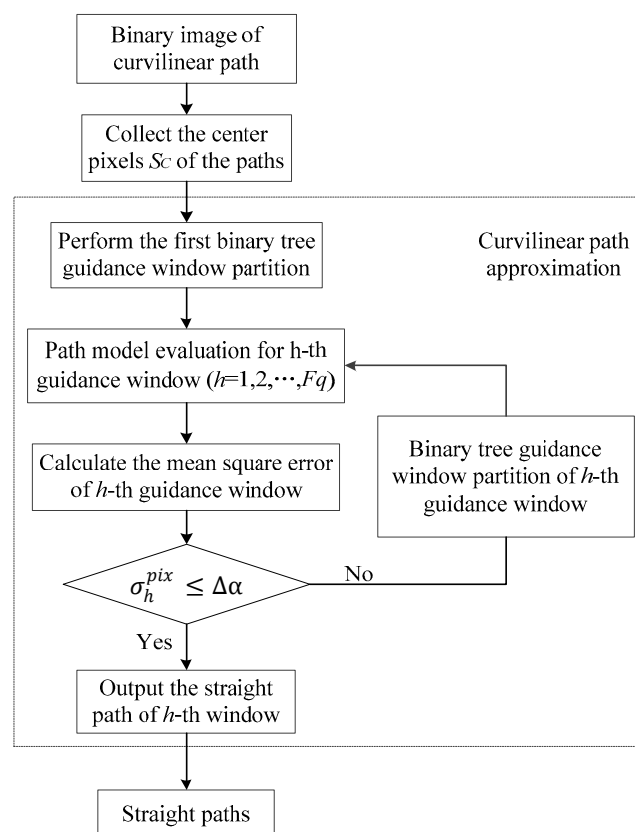 Binary image of
curvilinear path
Collect the center
pixels Sc of the paths
Perform the first binary tree
guidance window partition
Curvilinear path
approximation
Path model evaluation for h-th
guidance window (h=1,2,⋯,Fq)
Calculate the mean square error
of h-th guidance window
Binary tree guidance
window partition of h-th
guidance window
σ_h^{pix} ≤ Δα
No
Yes
Output the straight
path of h-th window
Straight paths